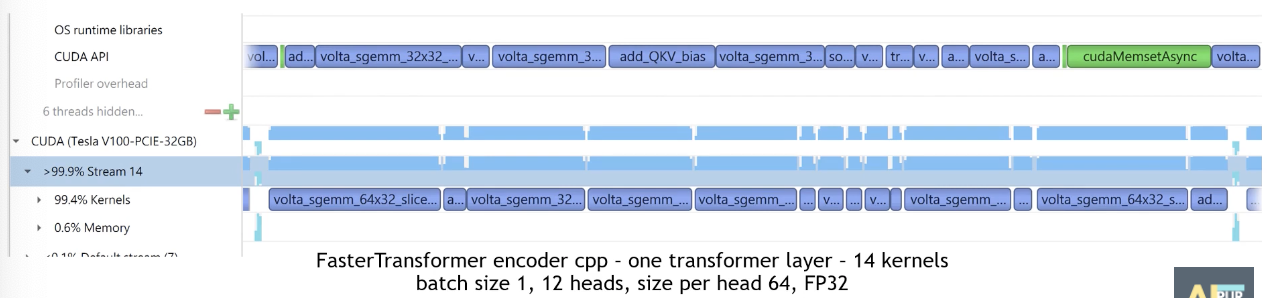 OS runtime libraries
CUDA API
vol... ad... volta_sgemm_32x32_... v... volta_sgemm_3... add_QKV_bias volta_sgemm_3... so... v... tr... v... a... volta_s... a... cudaMemsetAsync volta...
Profiler overhead
6 threads hidden...
CUDA (Tesla V100-PCIE-32GB)
>99.9% Stream 14
99.4% Kernels
volta_sgemm_64x32_slice... a... volta_sgemm_32... volta_sgemm_... volta_sgemm_... ... v... ... v... volta_sgemm_... ... volta_sgemm_64x32_s... ad... ...
0.6% Memory
<0.1% Default stream (7)
FasterTransformer encoder cpp - one transformer layer - 14 kernels
batch size 1, 12 heads, size per head 64, FP32